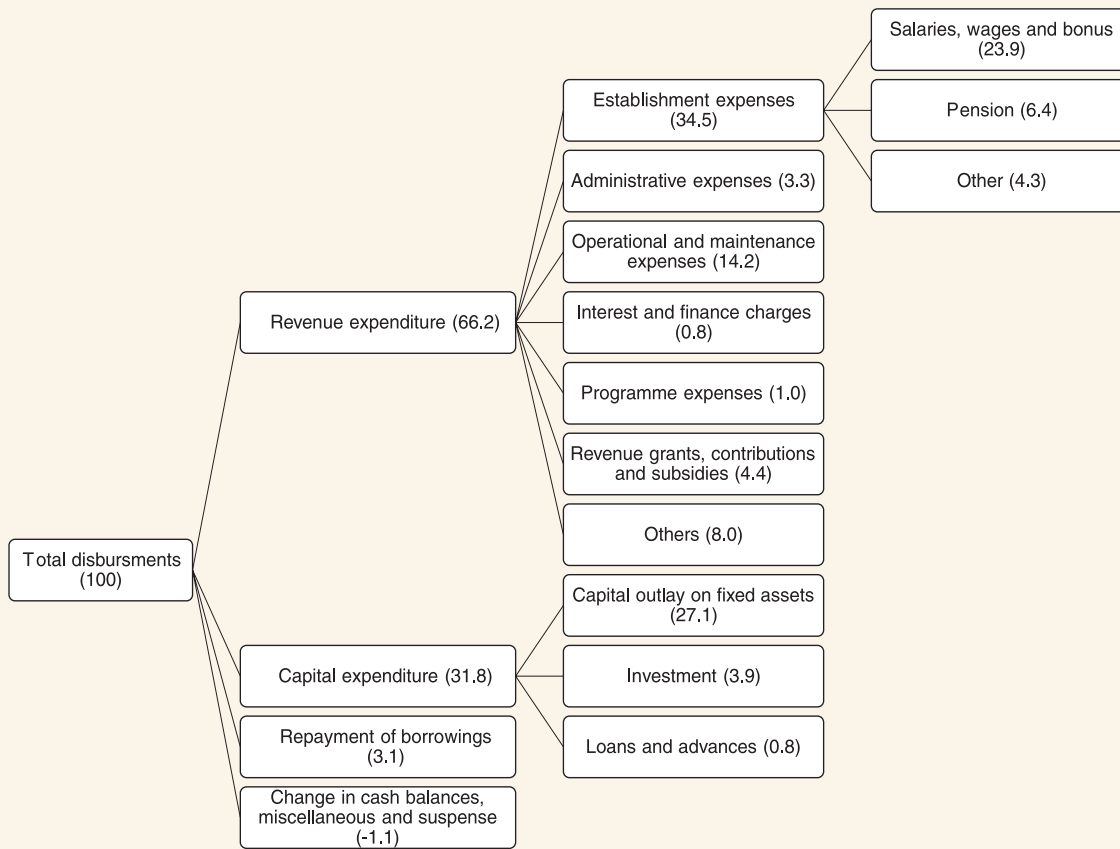 Salaries, wages and bonus
(23.9)
Establishment expenses
(34.5)
Pension (6.4)
Administrative expenses (3.3)
Other (4.3)
Operational and maintenance
expenses (14.2)
Revenue expenditure (66.2)
Interest and finance charges
(0.8)
Programme expenses (1.0)
Revenue grants, contributions
and subsidies (4.4)
Others (8.0)
Total disbursments
(100)
Capital outlay on fixed assets
(27.1)
Capital expenditure (31.8)
Investment (3.9)
Repayment of borrowings
(3.1)
Loans and advances (0.8)
Change in cash balances,
miscellaneous and suspense
(-1.1)